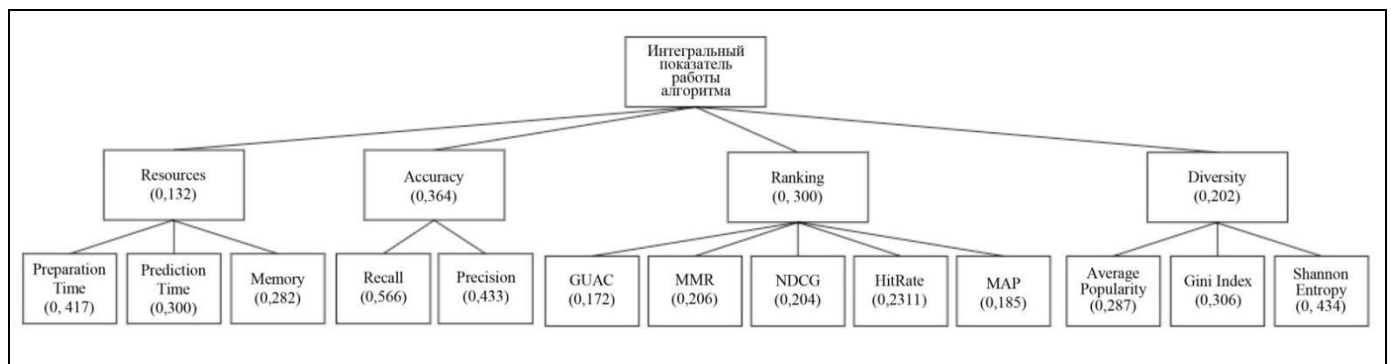 Интегральный
показатель
работы
алгоритма
Resources
(0,132)
Accuracy
(0,364)
Ranking
(0, 300)
Diversity
(0,202)
Preparation
Time
(0, 417)
Prediction
Time
(0,300)
Memory
(0,282)
Recall
(0,566)
Precision
(0,433)
GUAC
(0,172)
MMR
(0,206)
NDCG
(0,204)
HitRate
(0,2311)
MAP
(0,185)
Average
Popularity
(0,287)
Gini Index
(0,306)
Shannon
Entropy
(0, 434)